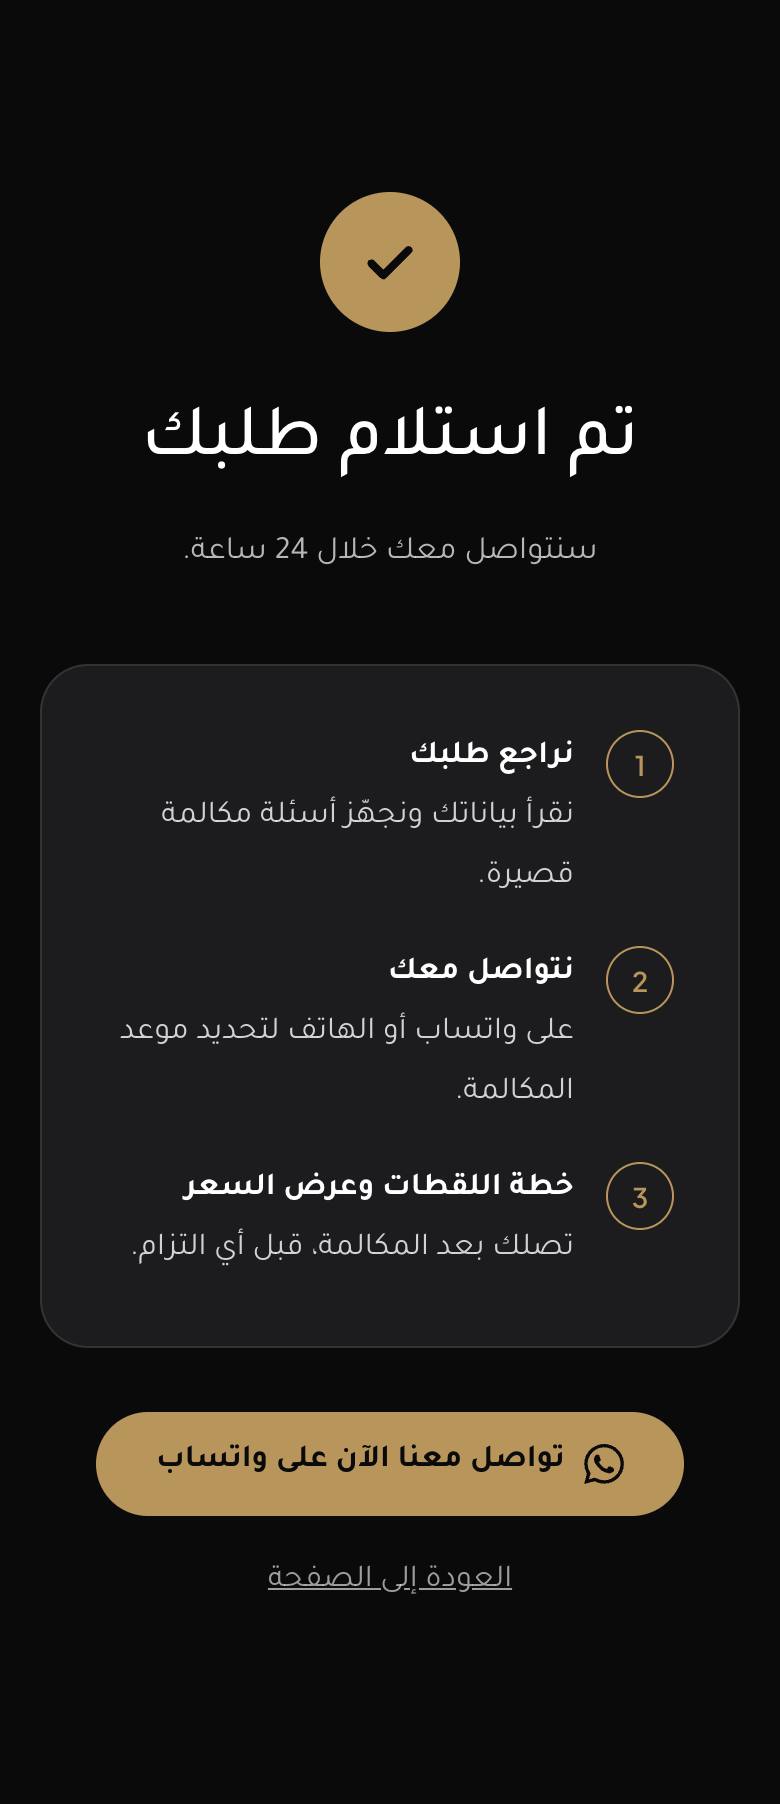 تم استلام طلبك
سنتواصل معك خلال 24 ساعة.
1
نراجع طلبك
نقرأ بياناتك ونجهّز أسئلة مكالمة
قصيرة.
2
نتواصل معك
على واتساب أو الهاتف لتحديد موعد
المكالمة.
3
خطة اللقطات وعرض السعر
تصلك بعد المكالمة، قبل أي التزام.
تواصل معنا الآن على واتساب
العودة إلى الصفحة